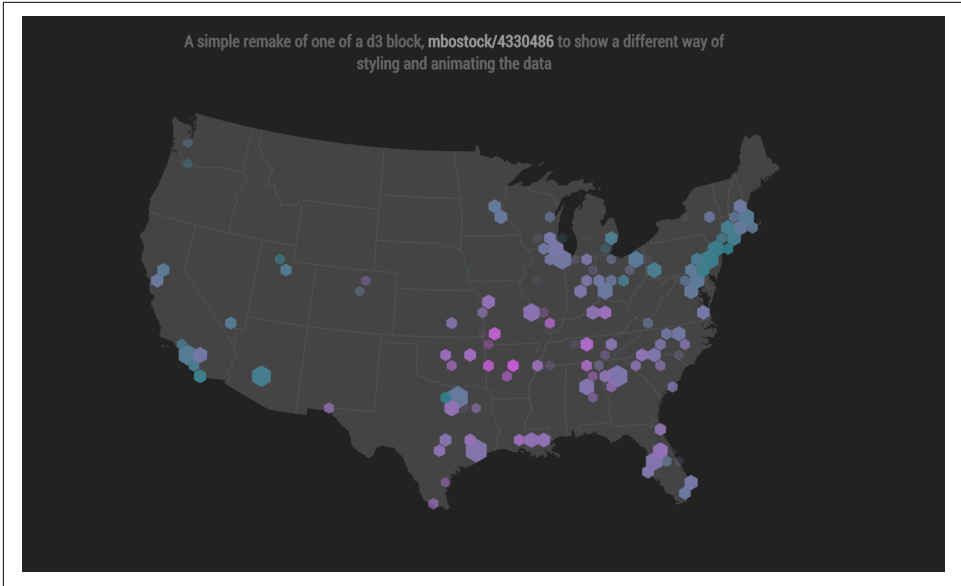 A simple remake of one of a d3 block, mbostock/4330486 to show a different way of
styling and animating the data